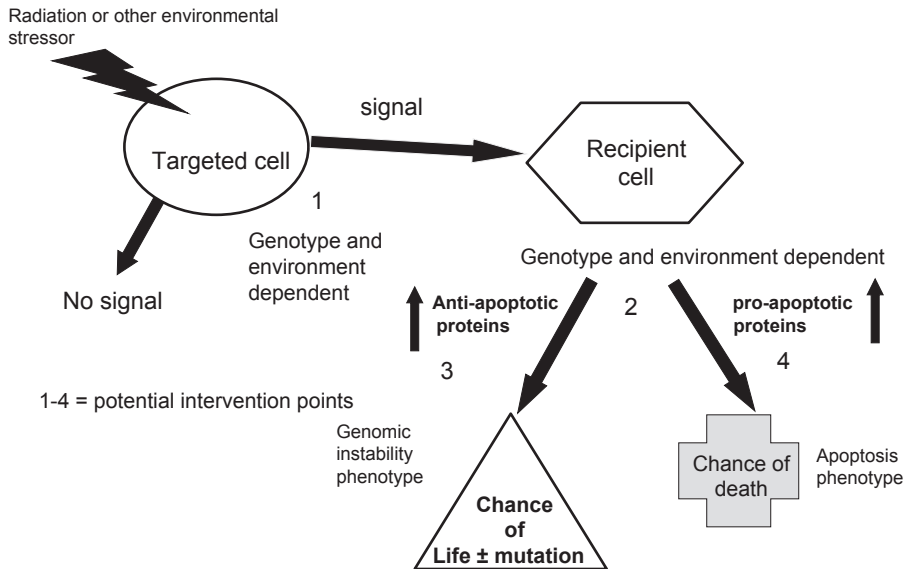 Radiation or other environmental
stressor
signal
Targeted cell
Recipient
cell
1
Genotype and
environment
dependent
No signal
Genotype and environment dependent
Anti-apoptotic
proteins
2
pro-apoptotic
proteins
3
4
1-4 = potential intervention points
Genomic
instability
phenotype
Chance of
death
Apoptosis
phenotype
Chance
of
Life ± mutation